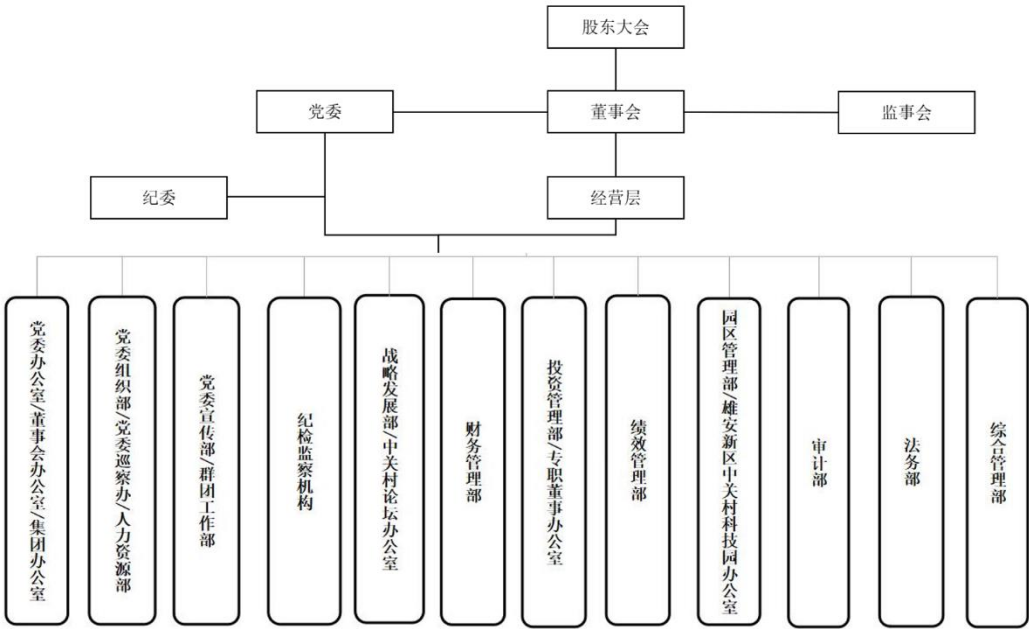 股东大会
党委
董事会
监事会
纪委
经营层
党委办公室/董事会办公室/集团办公室
党委组织部/党委巡察办/人力资源部
党委宣传部/群团工作部
纪检监察机构
战略发展部/中关村论坛办公室
财务管理部
投资管理部/专职董事办公室
绩效管理部
园区管理部/雄安新区中关村科技园办公室
审计部
法务部
综合管理部